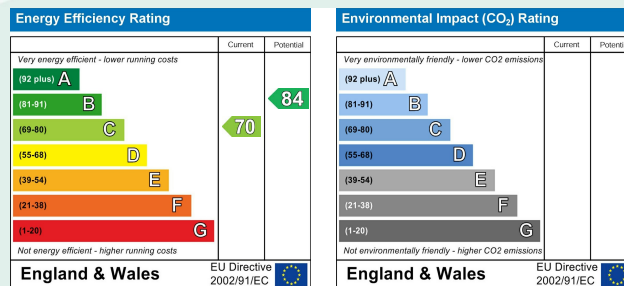 Energy Efficiency Rating
Current Potential
Very energy efficient - lower running costs
(92 plus) A
(81-91) B
84
(69-80) C
70
(55-68) D
(39-54) E
(21-38) F
(1-20) G
Not energy efficient - higher running costs
England & Wales
EU Directive
2002/91/EC
Environmental Impact (CO₂) Rating
Current
Very environmentally friendly - lower CO2 emissions
(92 plus) A
(81-91) B
(69-80) C
(55-68) D
(39-54) E
(21-38) F
(1-20) G
Not environmentally friendly - higher CO2 emissions
England & Wales
EU Directive
2002/91/EC